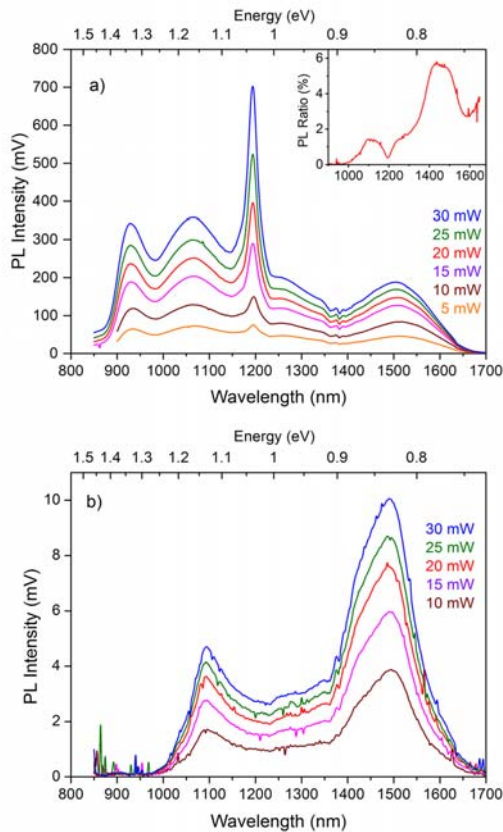 Energy (eV)
1.5 1.4 1.3 1.2 1.1 1 0.9 0.8
800
700
600
500
400
300
200
100
0
PL Intensity (mV)
a)
6
4
2
0
PL Ratio (%)
1000 1200 1400 1600
30 mW
25 mW
20 mW
15 mW
10 mW
5 mW
800 900 1000 1100 1200 1300 1400 1500 1600 1700
Wavelength (nm)
Energy (eV)
1.5 1.4 1.3 1.2 1.1 1 0.9 0.8
10
8
6
4
2
0
PL Intensity (mV)
b)
30 mW
25 mW
20 mW
15 mW
10 mW
800 900 1000 1100 1200 1300 1400 1500 1600 1700
Wavelength (nm)